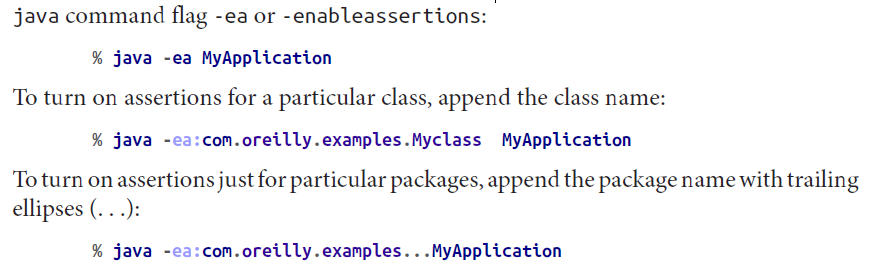 java command flag -ea or -enableassertions:
% java -ea MyApplication
To turn on assertions for a particular class, append the class name:
% java -ea:com.oreilly.examples.Myclass  MyApplication
To turn on assertions just for particular packages, append the package name with trailing
ellipses (. . .):
% java -ea:com.oreilly.examples...MyApplication